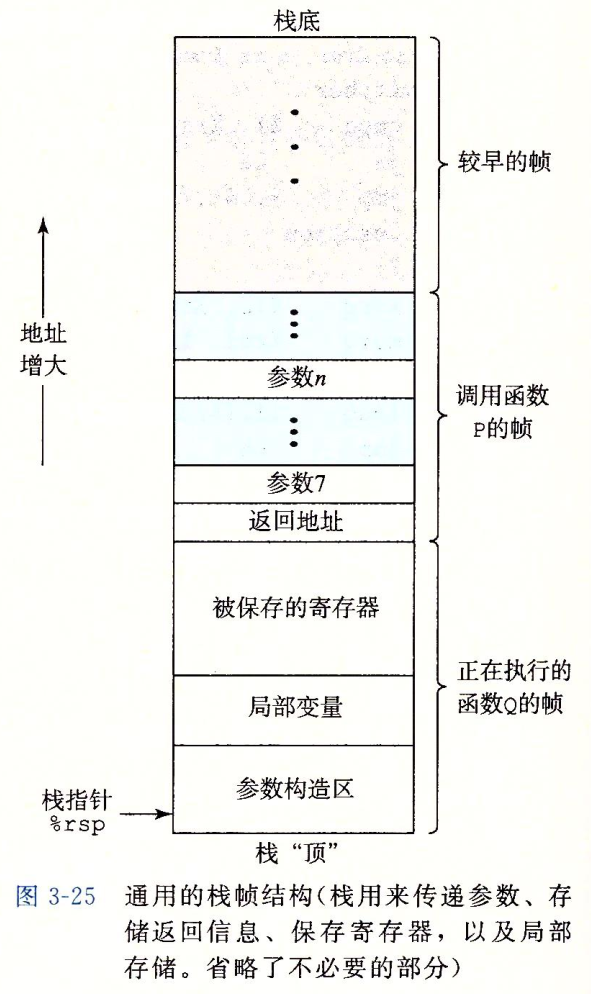 栈底
较早的帧
地址
增大
参数n
调用函数
P的帧
参数7
返回地址
被保存的寄存器
正在执行的
函数Q的帧
局部变量
参数构造区
栈指针
%rsp
栈“顶”
图 3-25 通用的栈帧结构(栈用来传递参数、存
储返回信息、保存寄存器，以及局部
存储。省略了不必要的部分)